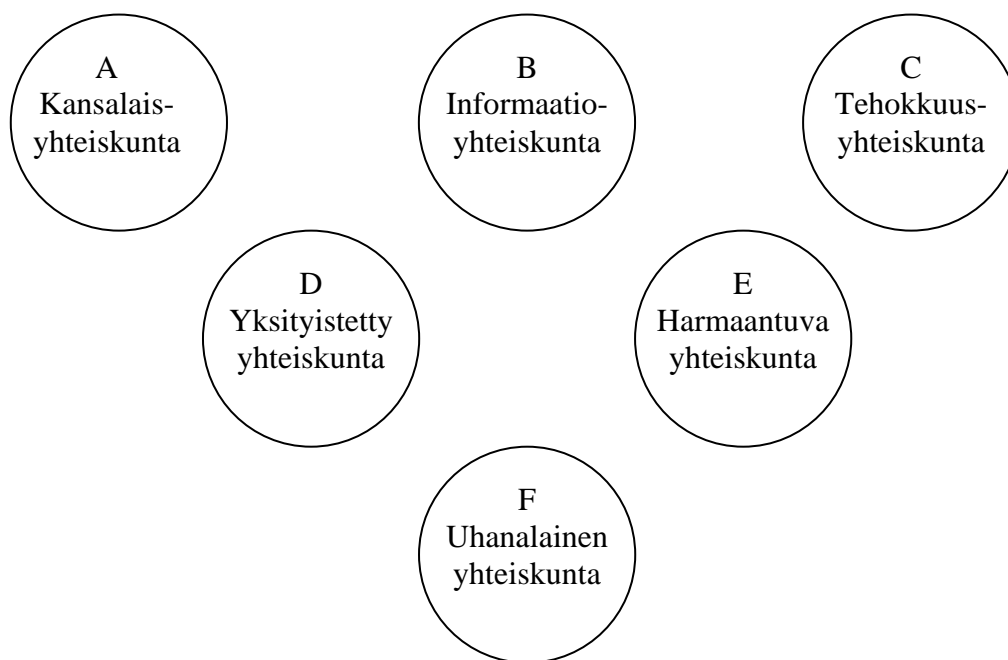 A
Kansalais-
yhteiskunta
B
Informaatio-
yhteiskunta
C
Tehokkuus-
yhteiskunta
D
Yksityistetty
yhteiskunta
E
Harmaantuva
yhteiskunta
F
Uhanalainen
yhteiskunta